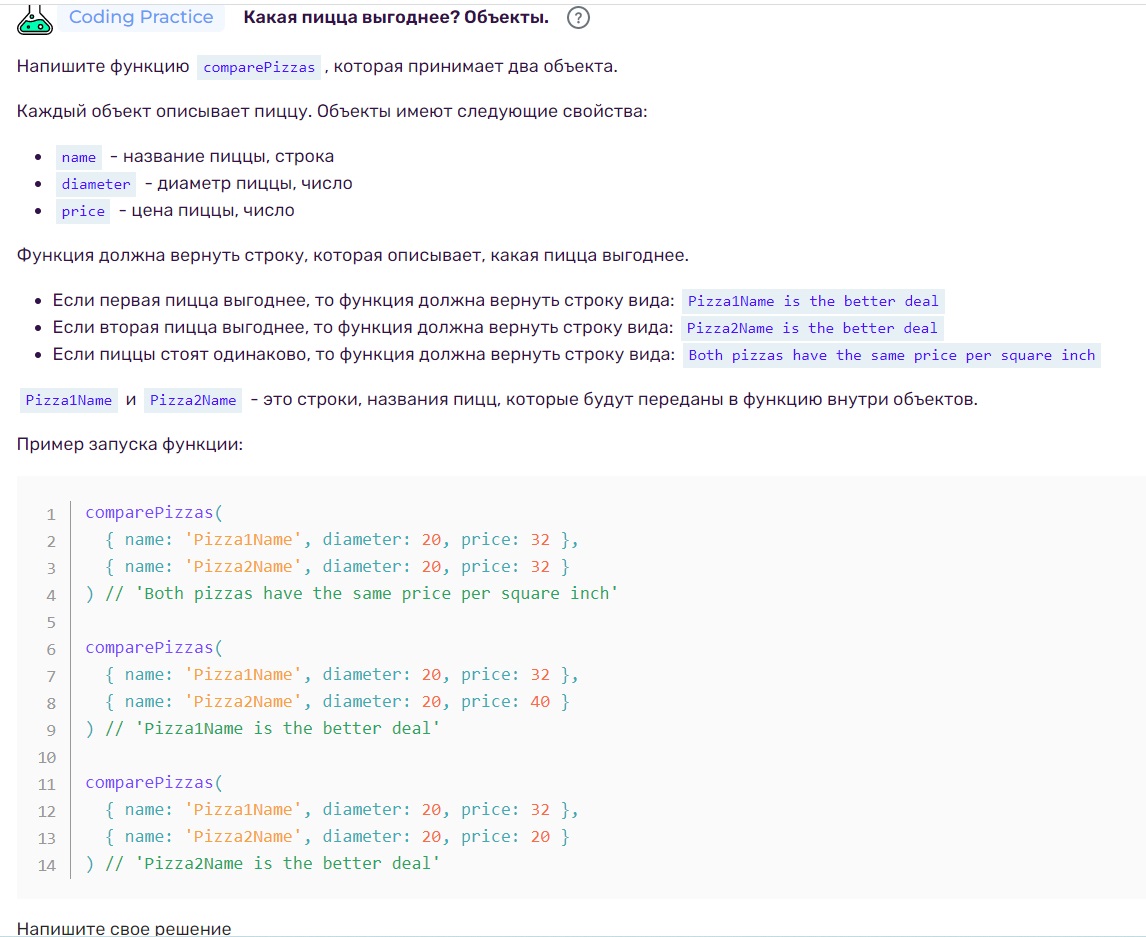 Coding Practice Какая пицца выгоднее? Объекты. ?
Напишите функцию comparePizzas , которая принимает два объекта.
Каждый объект описывает пиццу. Объекты имеют следующие свойства:
• name - название пиццы, строка
• diameter - диаметр пиццы, число
• price - цена пиццы, число
Функция должна вернуть строку, которая описывает, какая пицца выгоднее.
• Если первая пицца выгоднее, то функция должна вернуть строку вида: Pizza1Name is the better deal
• Если вторая пицца выгоднее, то функция должна вернуть строку вида: Pizza2Name is the better deal
• Если пиццы стоят одинаково, то функция должна вернуть строку вида: Both pizzas have the same price per square inch
Pizza1Name и Pizza2Name - это строки, названия пицц, которые будут переданы в функцию внутри объектов.
Пример запуска функции:
1 comparePizzas(
2 { name: 'Pizza1Name', diameter: 20, price: 32 },
3 { name: 'Pizza2Name', diameter: 20, price: 32 }
4 ) // 'Both pizzas have the same price per square inch'
5
6 comparePizzas(
7 { name: 'Pizza1Name', diameter: 20, price: 32 },
8 { name: 'Pizza2Name', diameter: 20, price: 40 }
9 ) // 'Pizza1Name is the better deal'
10
11 comparePizzas(
12 { name: 'Pizza1Name', diameter: 20, price: 32 },
13 { name: 'Pizza2Name', diameter: 20, price: 20 }
14 ) // 'Pizza2Name is the better deal'
Напишите свое решение